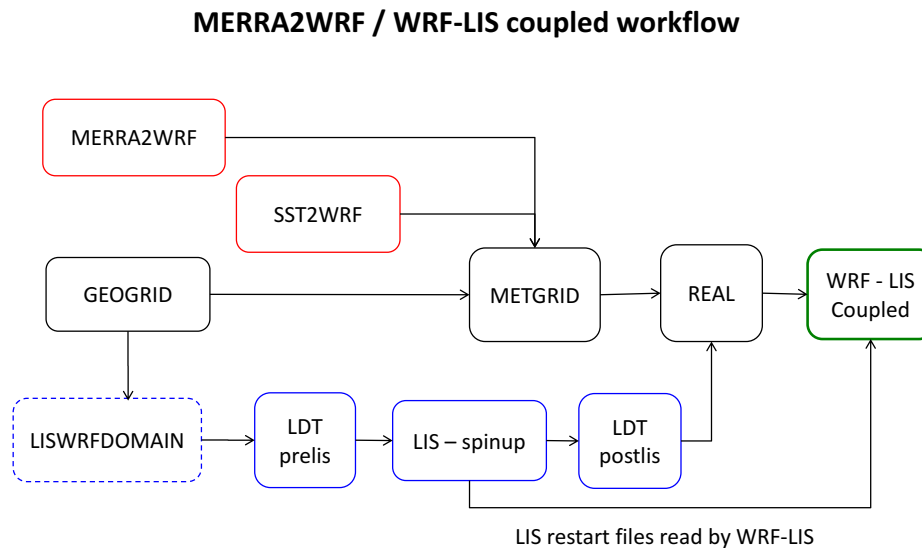 MERRA2WRF / WRF-LIS coupled workflow
MERRA2WRF
SST2WRF
GEOGRID
METGRID
REAL
WRF - LIS
Coupled
LISWRFDOMAIN
LDT
prelis
LIS – spinup
LDT
postlis
LIS restart files read by WRF-LIS